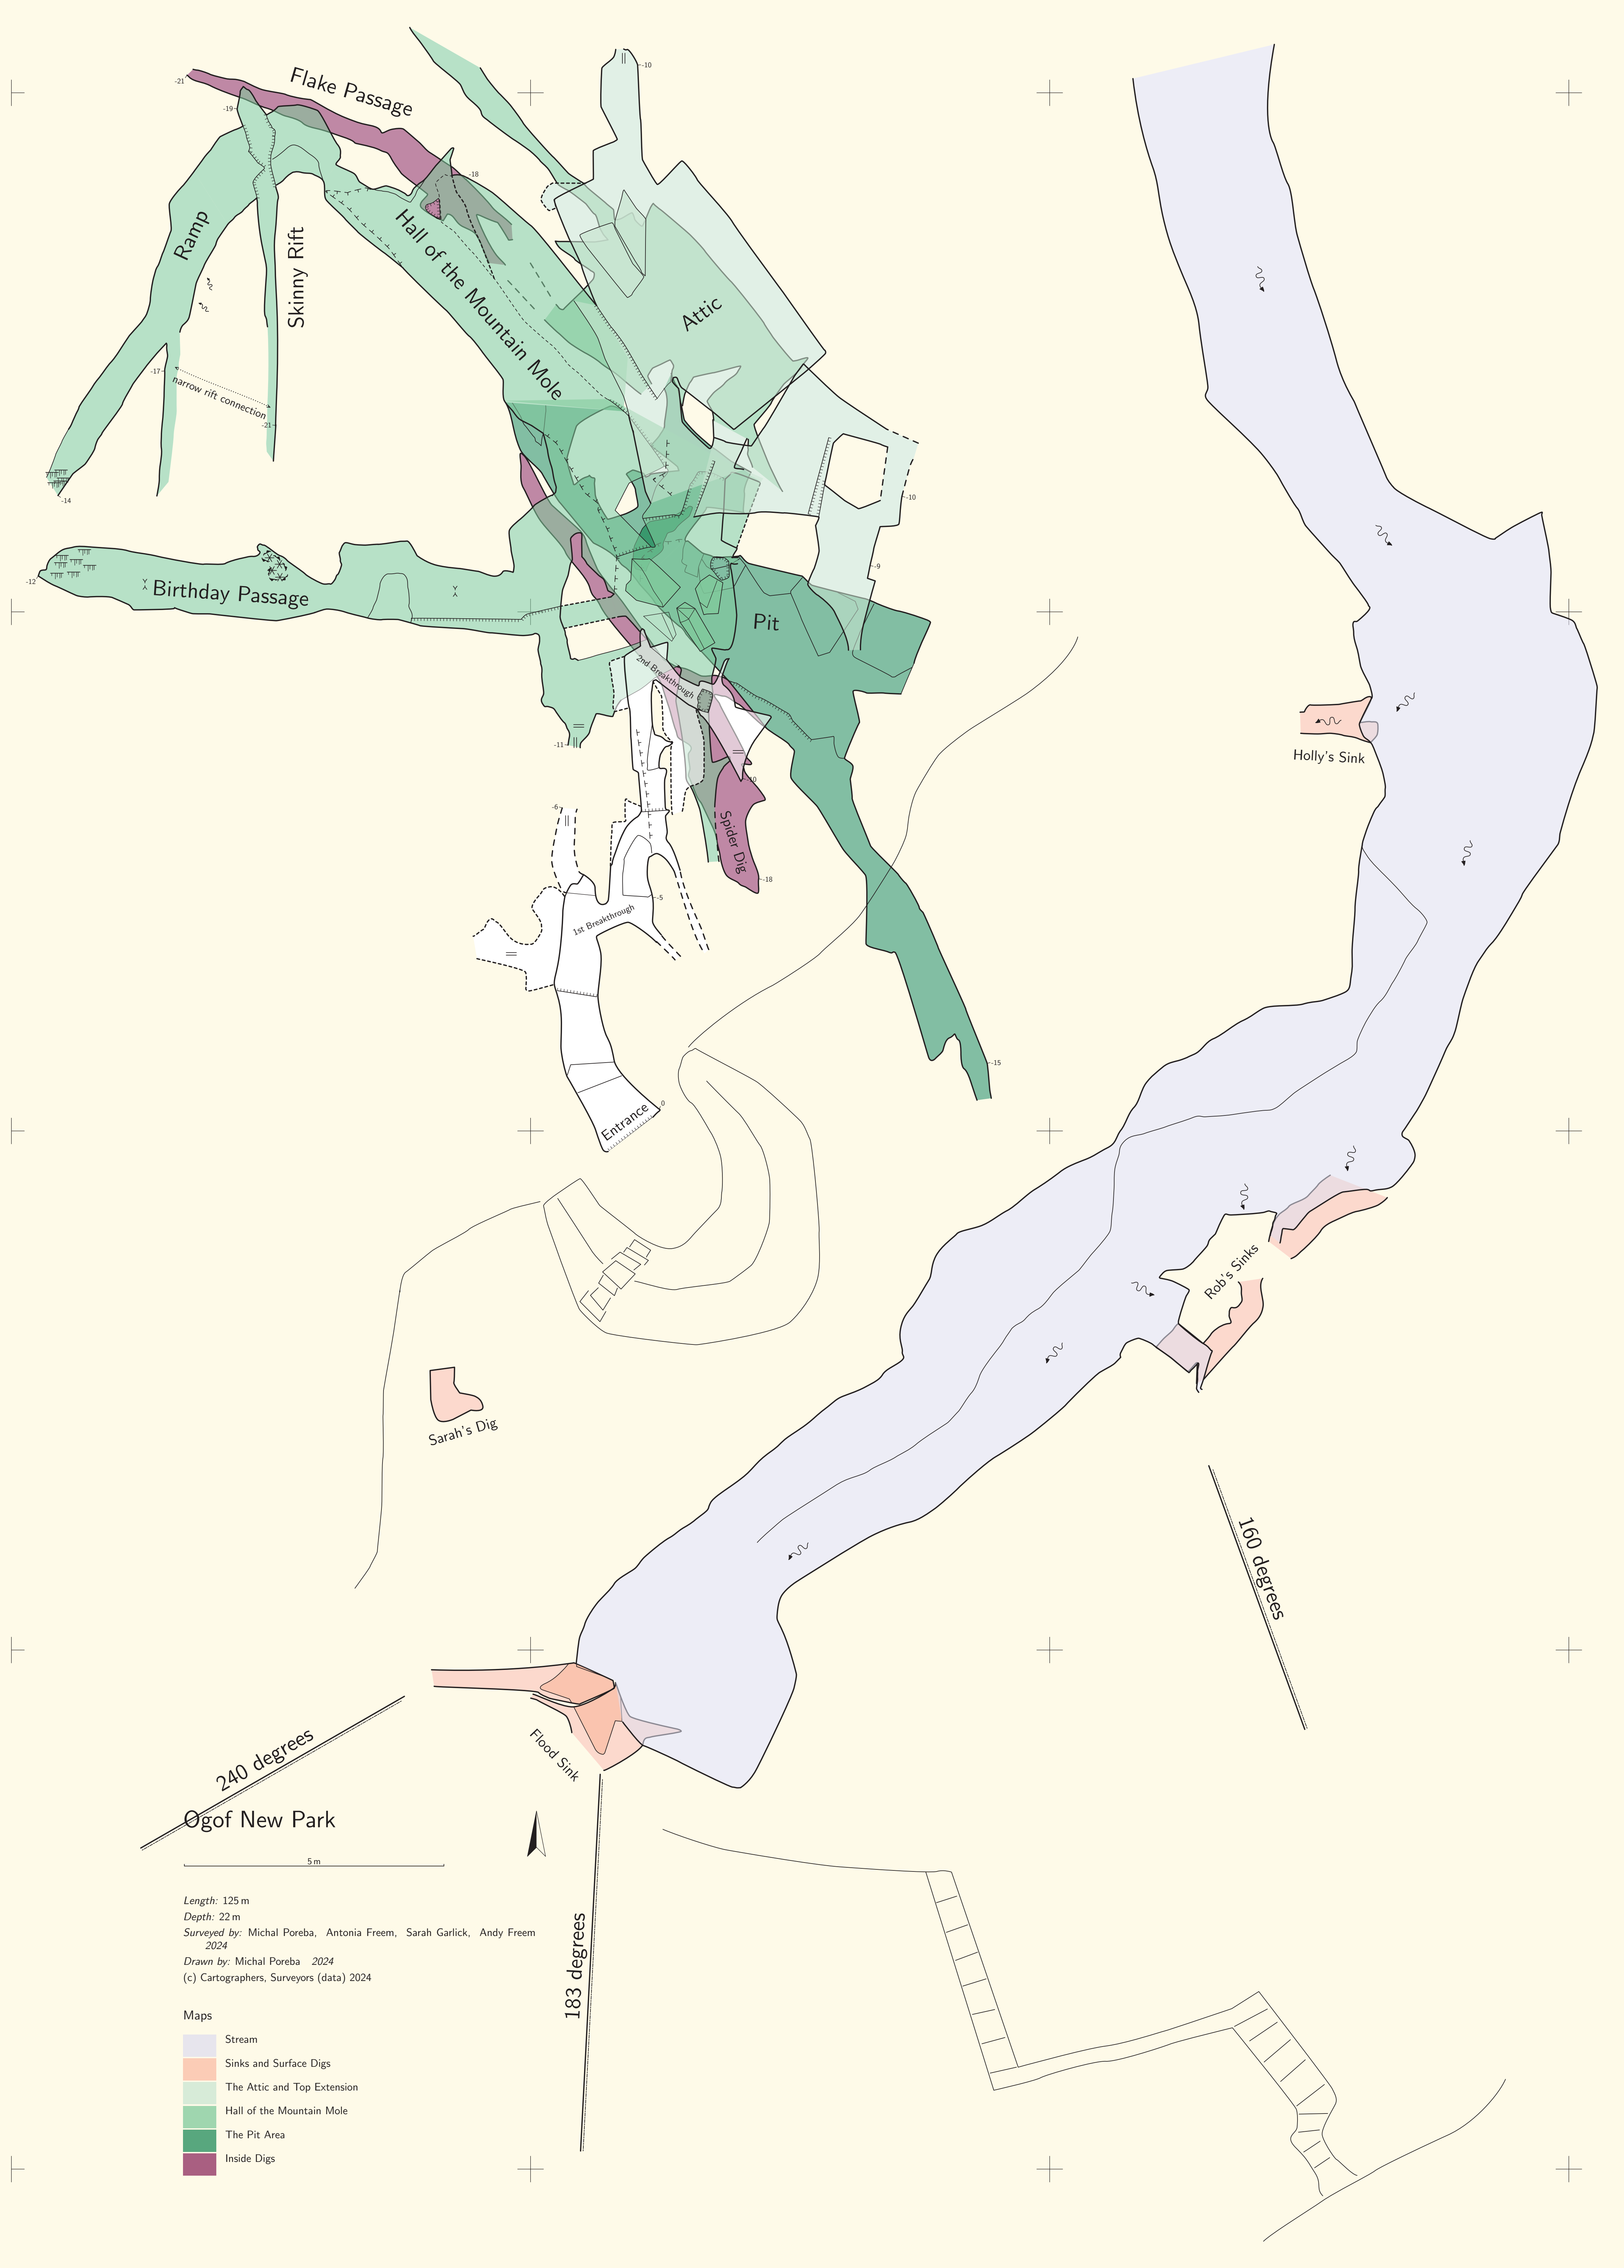 -10
-21
Flake Passage
-19
-18
Hall of the Mountain Mole
Ramp
Skinny Rift
Attic
-17
narrow rift connection
-21
-14
-10
-9
-12
Birthday Passage
Pit
2nd Breakthrough
-11
-10
Holly's Sink
-6
Spider Dig
-18
-5
1st Breakthrough
-15
0
Entrance
Rob's Sinks
Sarah's Dig
160 degrees
240 degrees
Flood Sink
183 degrees
Ogof New Park
5 m
Length: 125 m
Depth: 22 m
Surveyed by: Michal Poreba, Antonia Freem, Sarah Garlick, Andy Freem
2024
Drawn by: Michal Poreba 2024
(c) Cartographers, Surveyors (data) 2024
Maps
Stream
Sinks and Surface Digs
The Attic and Top Extension
Hall of the Mountain Mole
The Pit Area
Inside Digs